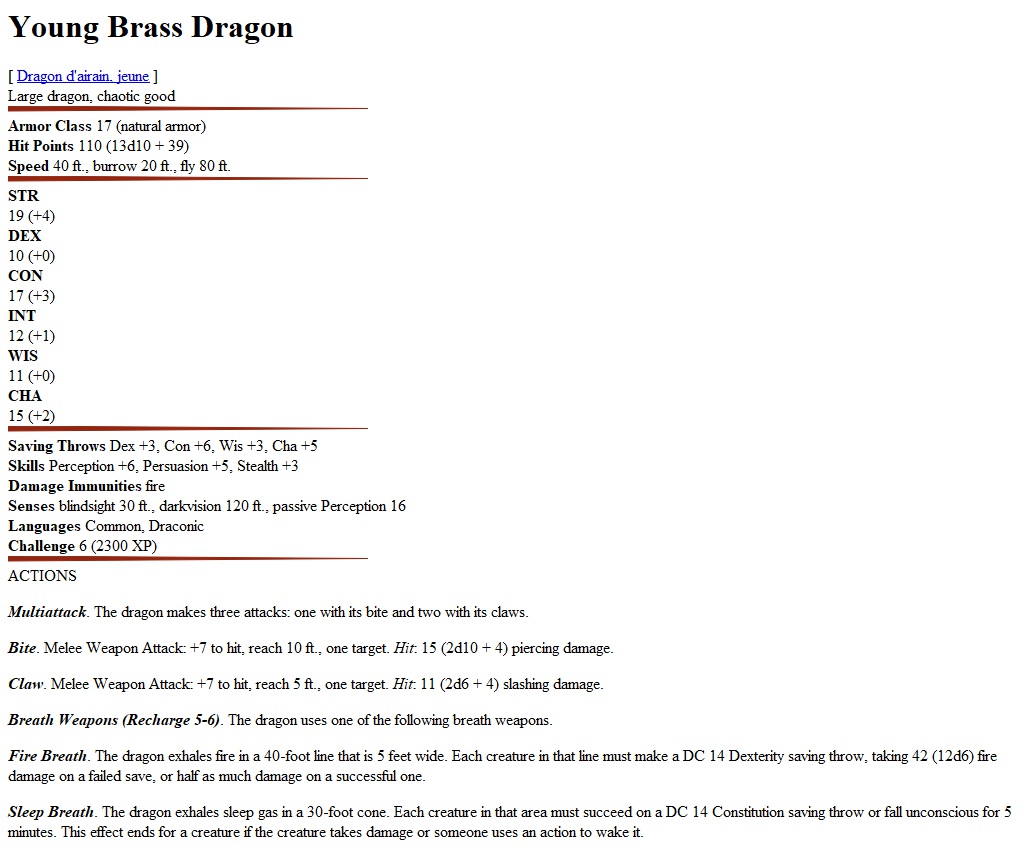 Young Brass Dragon
[ Dragon d'airain, jeune ]
Large dragon, chaotic good
Armor Class 17 (natural armor)
Hit Points 110 (13d10 + 39)
Speed 40 ft., burrow 20 ft., fly 80 ft.
STR
19 (+4)
DEX
10 (+0)
CON
17 (+3)
INT
12 (+1)
WIS
11 (+0)
CHA
15 (+2)
Saving Throws Dex +3, Con +6, Wis +3, Cha +5
Skills Perception +6, Persuasion +5, Stealth +3
Damage Immunities fire
Senses blindsight 30 ft., darkvision 120 ft., passive Perception 16
Languages Common, Draconic
Challenge 6 (2300 XP)
ACTIONS
Multiattack. The dragon makes three attacks: one with its bite and two with its claws.
Bite. Melee Weapon Attack: +7 to hit, reach 10 ft., one target. Hit: 15 (2d10 + 4) piercing damage.
Claw. Melee Weapon Attack: +7 to hit, reach 5 ft., one target. Hit: 11 (2d6 + 4) slashing damage.
Breath Weapons (Recharge 5-6). The dragon uses one of the following breath weapons.
Fire Breath. The dragon exhales fire in a 40-foot line that is 5 feet wide. Each creature in that line must make a DC 14 Dexterity saving throw, taking 42 (12d6) fire
damage on a failed save, or half as much damage on a successful one.
Sleep Breath. The dragon exhales sleep gas in a 30-foot cone. Each creature in that area must succeed on a DC 14 Constitution saving throw or fall unconscious for 5
minutes. This effect ends for a creature if the creature takes damage or someone uses an action to wake it.